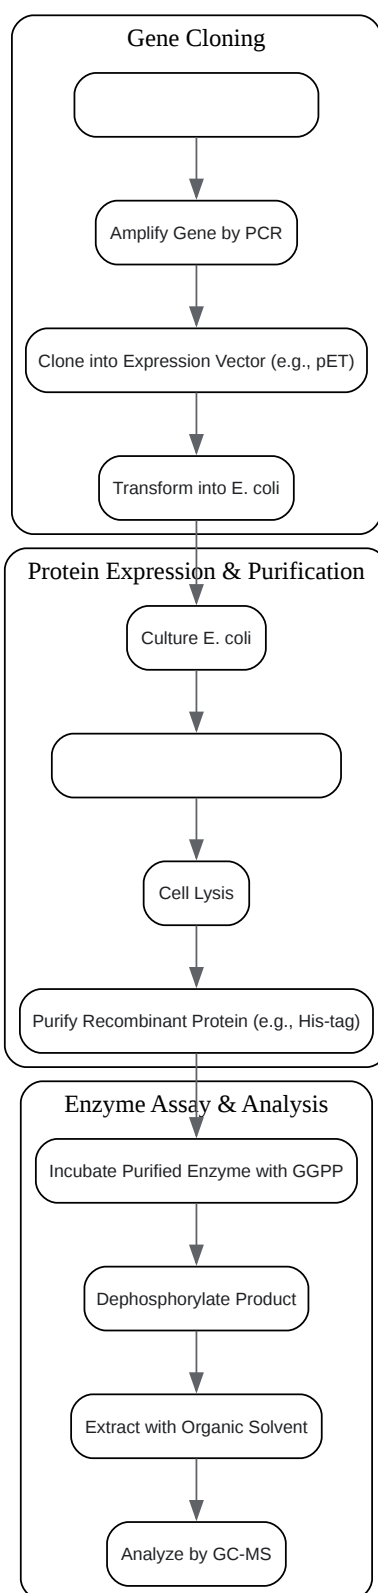 Gene Cloning
Amplify Gene by PCR
Clone into Expression Vector (e.g., pET)
Transform into E. coli
Protein Expression & Purification
Culture E. coli
Cell Lysis
Purify Recombinant Protein (e.g., His-tag)
Enzyme Assay & Analysis
Incubate Purified Enzyme with GGPP
Dephosphorylate Product
Extract with Organic Solvent
Analyze by GC-MS